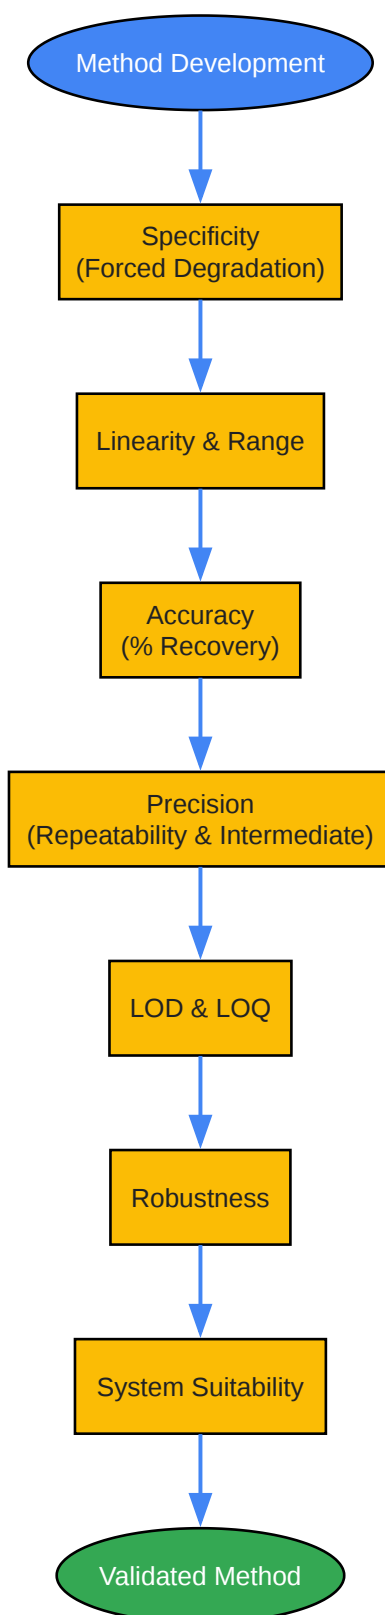 Method Development
Specificity
(Forced Degradation)
Linearity & Range
Accuracy
(% Recovery)
Precision
(Repeatability & Intermediate)
LOD & LOQ
Robustness
System Suitability
Validated Method